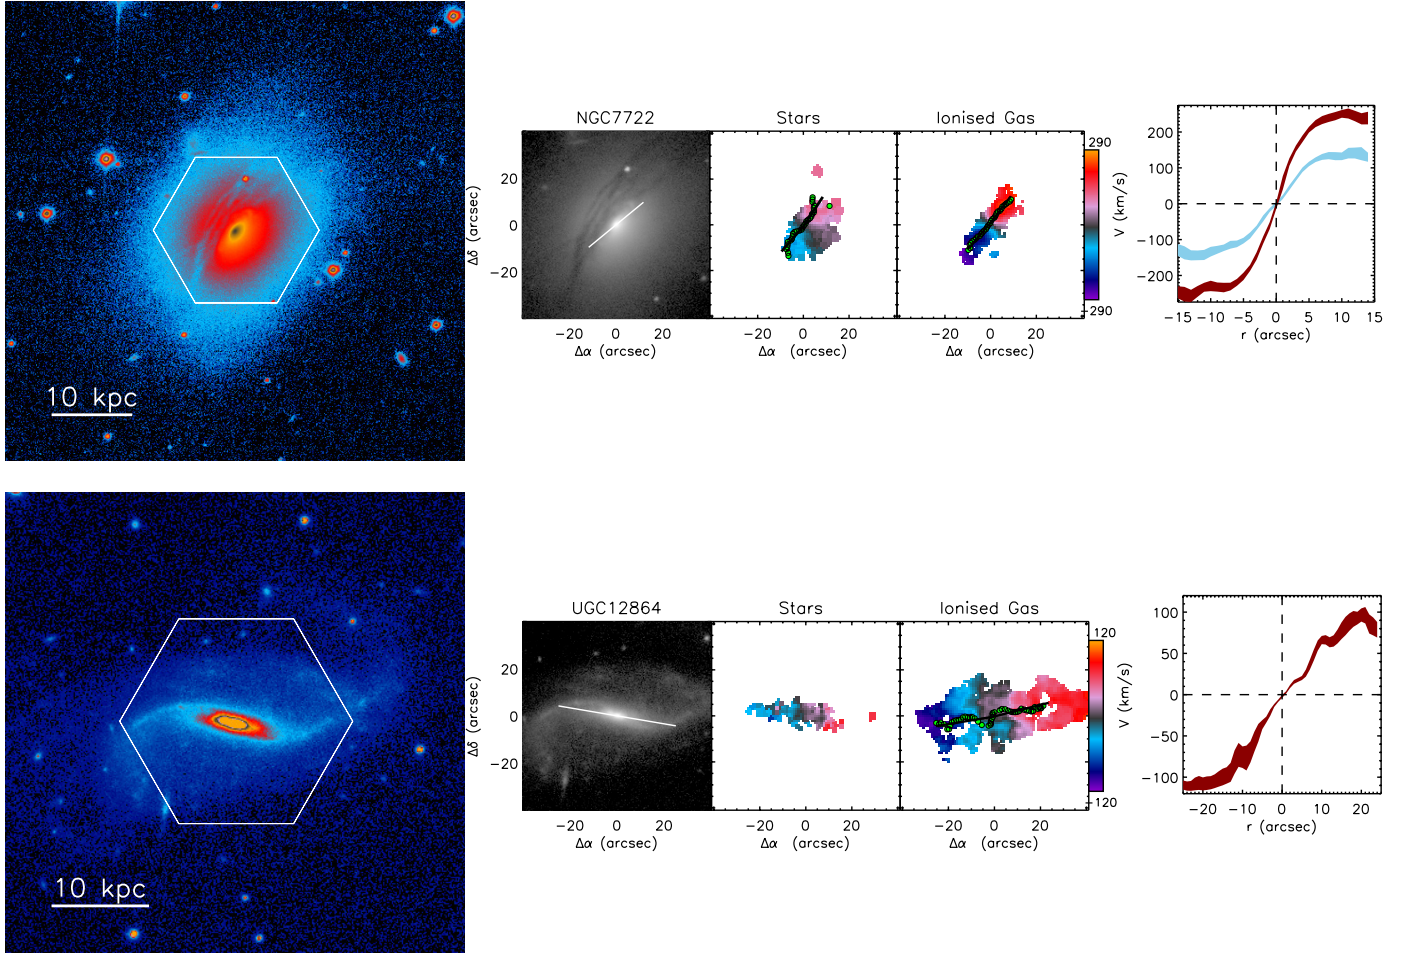 10 kpc
NGC7722
Stars
Ionised Gas
Δδ (arcsec)
20
0
−20
−20 0 20
Δα (arcsec)
−20 0 20
Δα (arcsec)
−20 0 20
Δα (arcsec)
290
−290
V (km/s)
200
100
0
−100
−200
−15 −10 −5 0 5 10 15
r (arcsec)
10 kpc
UGC12864
Stars
Ionised Gas
Δδ (arcsec)
20
0
−20
−20 0 20
Δα (arcsec)
−20 0 20
Δα (arcsec)
−20 0 20
Δα (arcsec)
120
−120
V (km/s)
100
50
0
−50
−100
−20 −10 0 10 20
r (arcsec)